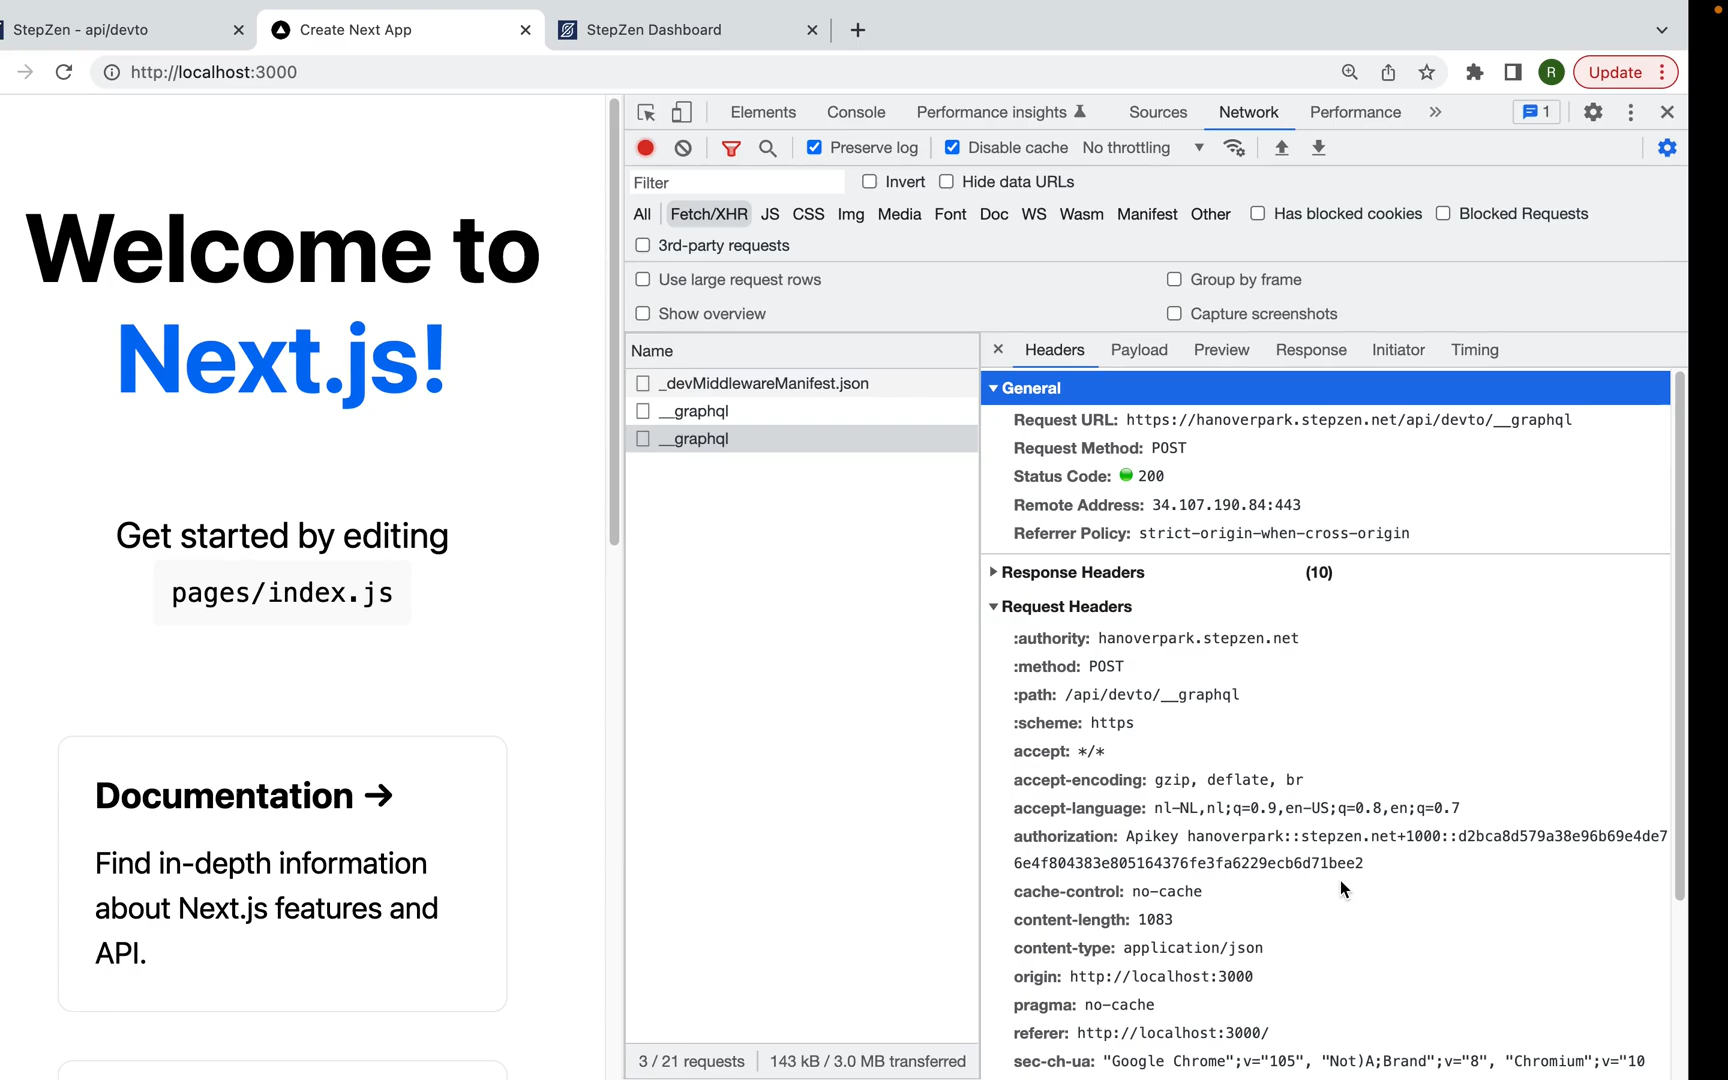 StepZen - api/devto
Create Next App
StepZen Dashboard
http://localhost:3000
R
Update
Welcome to
Next.js!
Get started by editing
pages/index.js
Documentation →
Find in-depth information
about Next.js features and
API.
Elements Console Performance insights Sources Network Performance » 1
Preserve log Disable cache No throttling
Filter Invert Hide data URLs
All Fetch/XHR JS CSS Img Media Font Doc WS Wasm Manifest Other Has blocked cookies Blocked Requests
3rd-party requests
Use large request rows Group by frame
Show overview Capture screenshots
Name
_devMiddlewareManifest.json
__graphql
__graphql
3 / 21 requests 143 kB / 3.0 MB transferred
Headers Payload Preview Response Initiator Timing
General
Request URL: https://hanoverpark.stepzen.net/api/devto/__graphql
Request Method: POST
Status Code: 200
Remote Address: 34.107.190.84:443
Referrer Policy: strict-origin-when-cross-origin
Response Headers (10)
Request Headers
:authority: hanoverpark.stepzen.net
:method: POST
:path: /api/devto/__graphql
:scheme: https
accept: */*
accept-encoding: gzip, deflate, br
accept-language: nl-NL,nl;q=0.9,en-US;q=0.8,en;q=0.7
authorization: Apikey hanoverpark::stepzen.net+1000::d2bca8d579a38e96b69e4de7
6e4f804383e805164376fe3fa6229ecb6d71bee2
cache-control: no-cache
content-length: 1083
content-type: application/json
origin: http://localhost:3000
pragma: no-cache
referer: http://localhost:3000/
sec-ch-ua: "Google Chrome";v="105", "Not)A;Brand";v="8", "Chromium";v="10